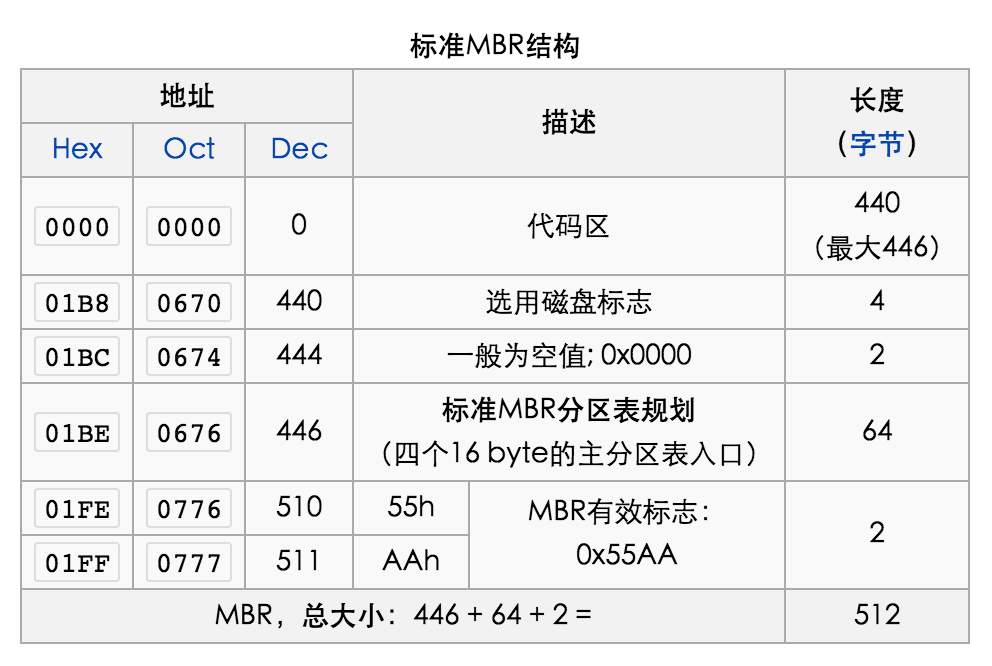 标准MBR结构
地址
描述
长度
(字节)
Hex Oct Dec
0000 0000 0 代码区 440
（最大446）
01B8 0670 440 选用磁盘标志 4
01BC 0674 444 一般为空值; 0x0000 2
01BE 0676 446 标准MBR分区表规划 64
（四个16 byte的主分区表入口）
01FE 0776 510 55h MBR有效标志：
0x55AA 2
01FF 0777 511 AAh
MBR，总大小：446 + 64 + 2 = 512